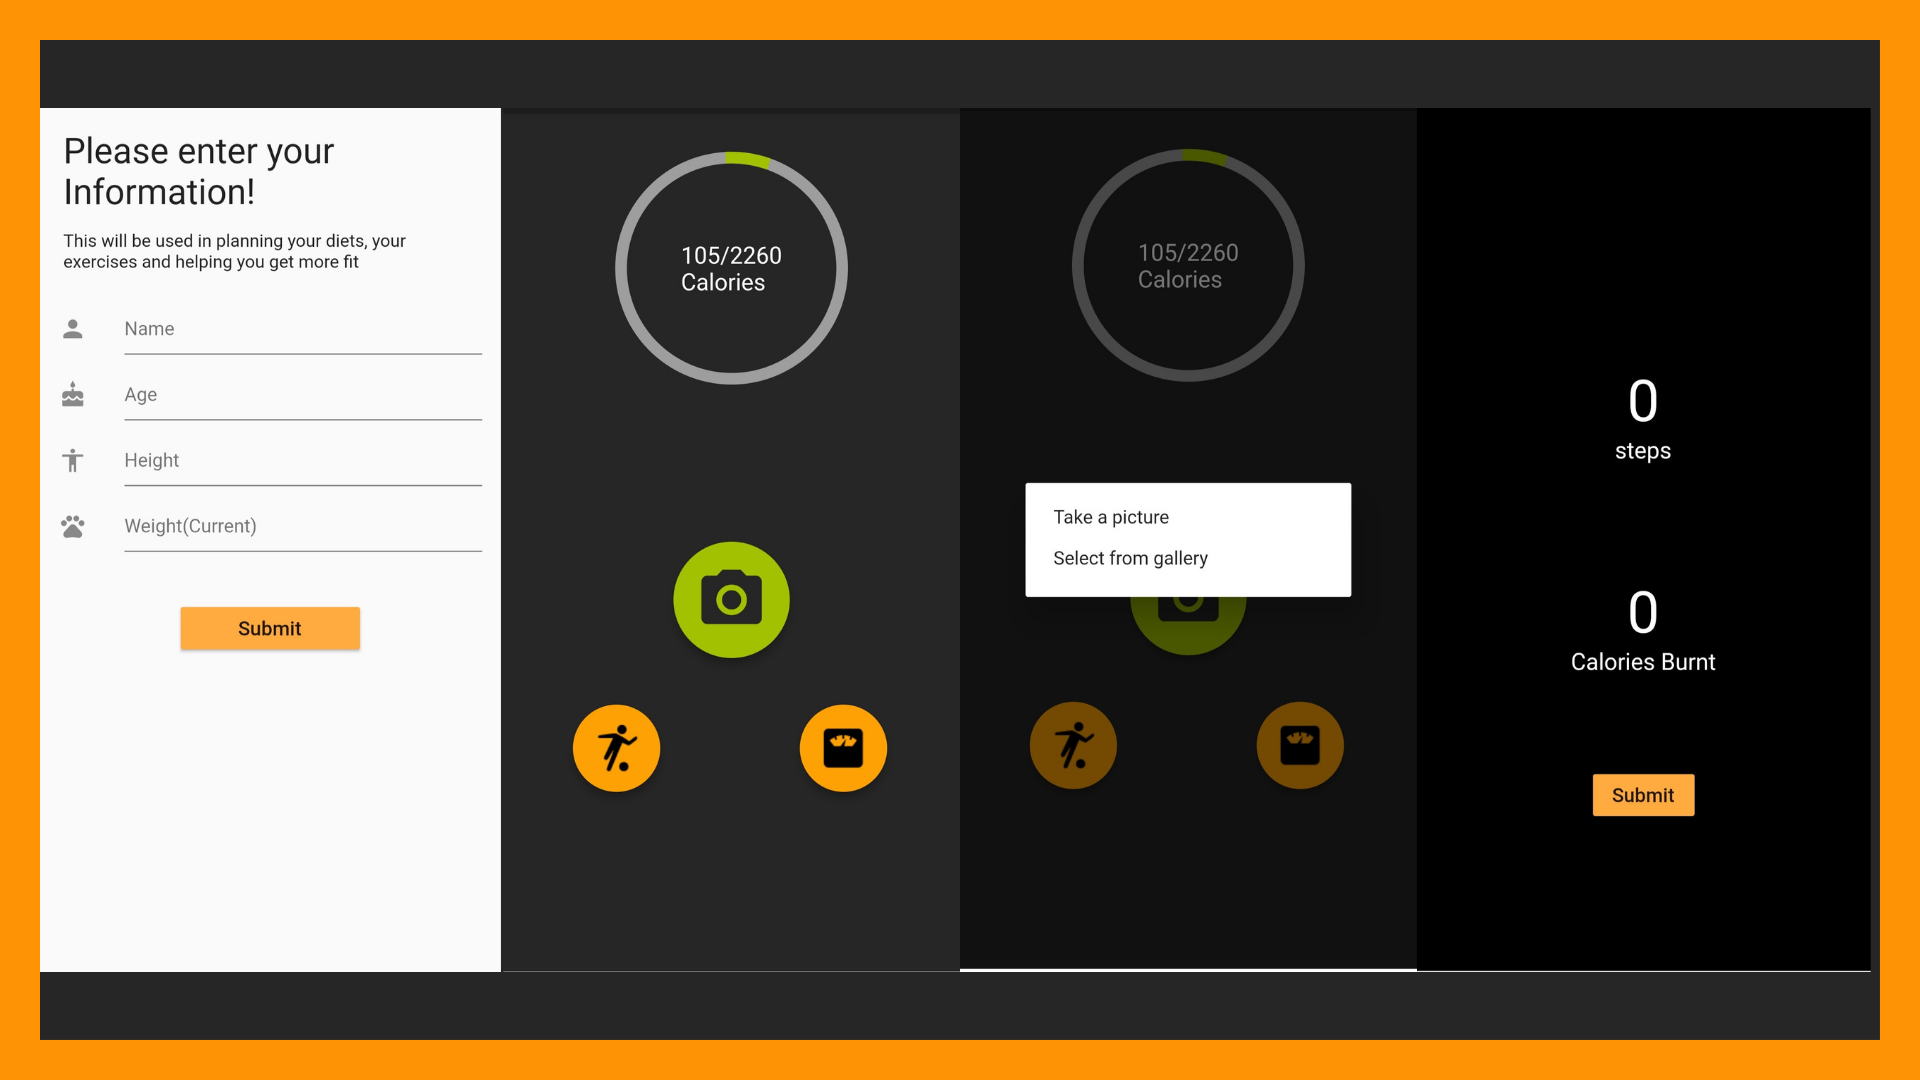 Please enter your
Information!
This will be used in planning your diets, your
exercises and helping you get more fit
Name
Age
Height
Weight(Current)
Submit
105/2260
Calories
105/2260
Calories
Take a picture
Select from gallery
0
steps
0
Calories Burnt
Submit